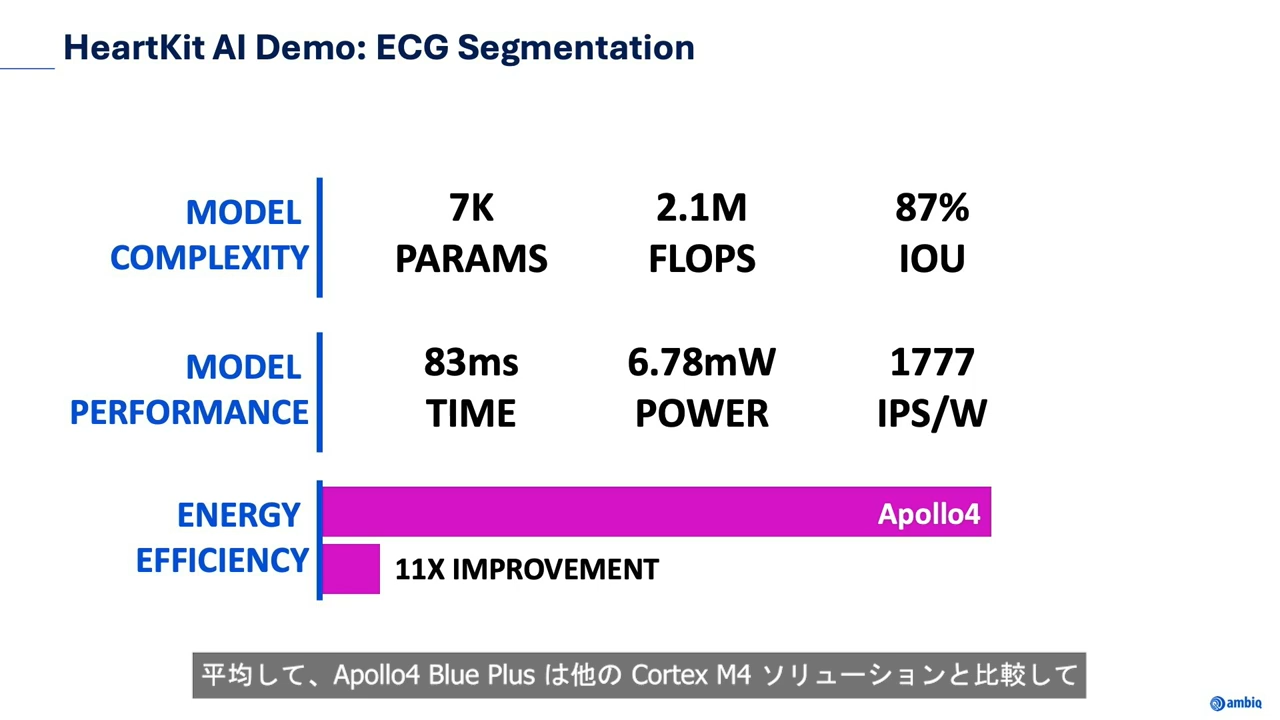 HeartKit AI Demo: ECG Segmentation
MODEL
COMPLEXITY
7K
PARAMS
2.1M
FLOPS
87%
IOU
MODEL
PERFORMANCE
83ms
TIME
6.78mW
POWER
1777
IPS/W
ENERGY
EFFICIENCY
Apollo4
11X IMPROVEMENT
平均して、Apollo4 Blue Plus は他の Cortex M4 ソリューションと比較して
ambiq